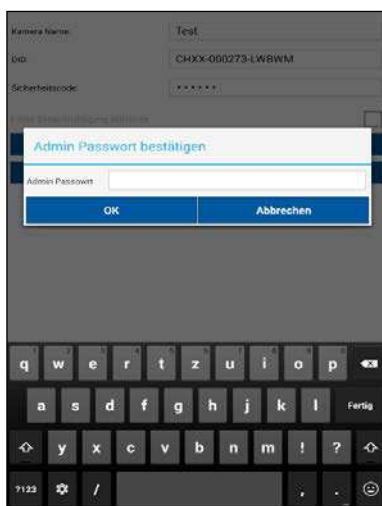 Kamera Name: Test
DID: CHXX-000273-LWBWM
Sicherheitscode: ••••••
Admin Passwort bestätigen
Admin Passwort
OK Abbrechen
q w e r t z u i o p
a s d f g h j k l Fertig
y x c v b n m ! ?
?123 / , .